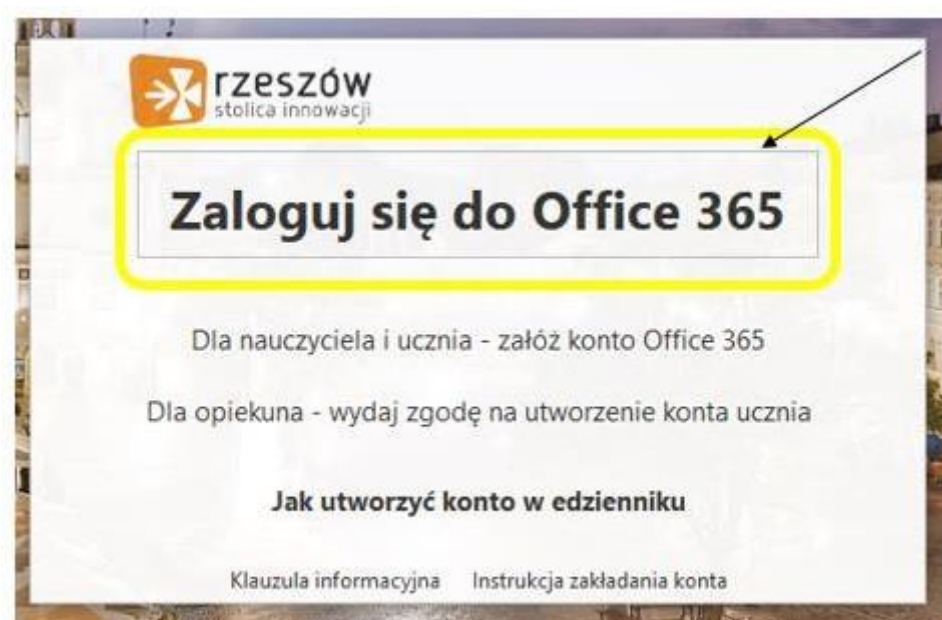 rzeszów
stolica innowacji
Zaloguj się do Office 365
Dla nauczyciela i ucznia - załóż konto Office 365
Dla opiekuna - wydaj zgodę na utworzenie konta ucznia
Jak utworzyć konto w edzienniku
Klauzula informacyjna Instrukcja zakładania konta